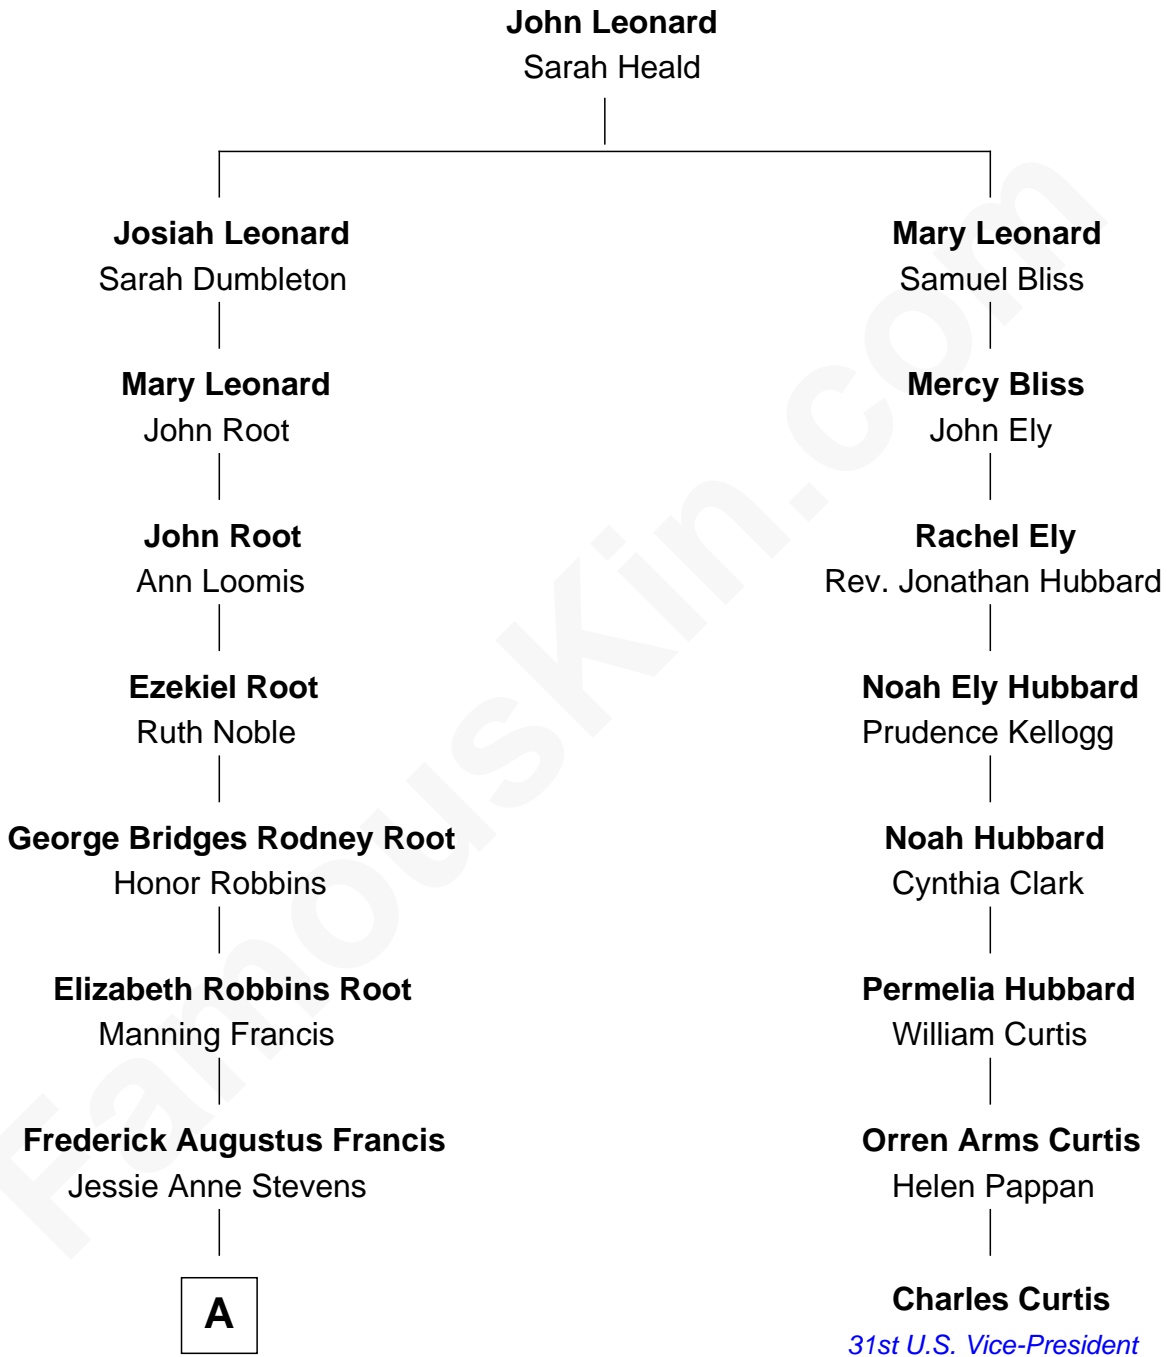 John Leonard
Sarah Heald
Josiah Leonard
Sarah Dumbleton
Mary Leonard
John Root
John Root
Ann Loomis
Ezekiel Root
Ruth Noble
George Bridges Rodney Root
Honor Robbins
Elizabeth Robbins Root
Manning Francis
Frederick Augustus Francis
Jessie Anne Stevens
A
Mary Leonard
Samuel Bliss
Mercy Bliss
John Ely
Rachel Ely
Rev. Jonathan Hubbard
Noah Ely Hubbard
Prudence Kellogg
Noah Hubbard
Cynthia Clark
Permelia Hubbard
William Curtis
Orren Arms Curtis
Helen Pappan
Charles Curtis
31st U.S. Vice-President
FamousKin.com